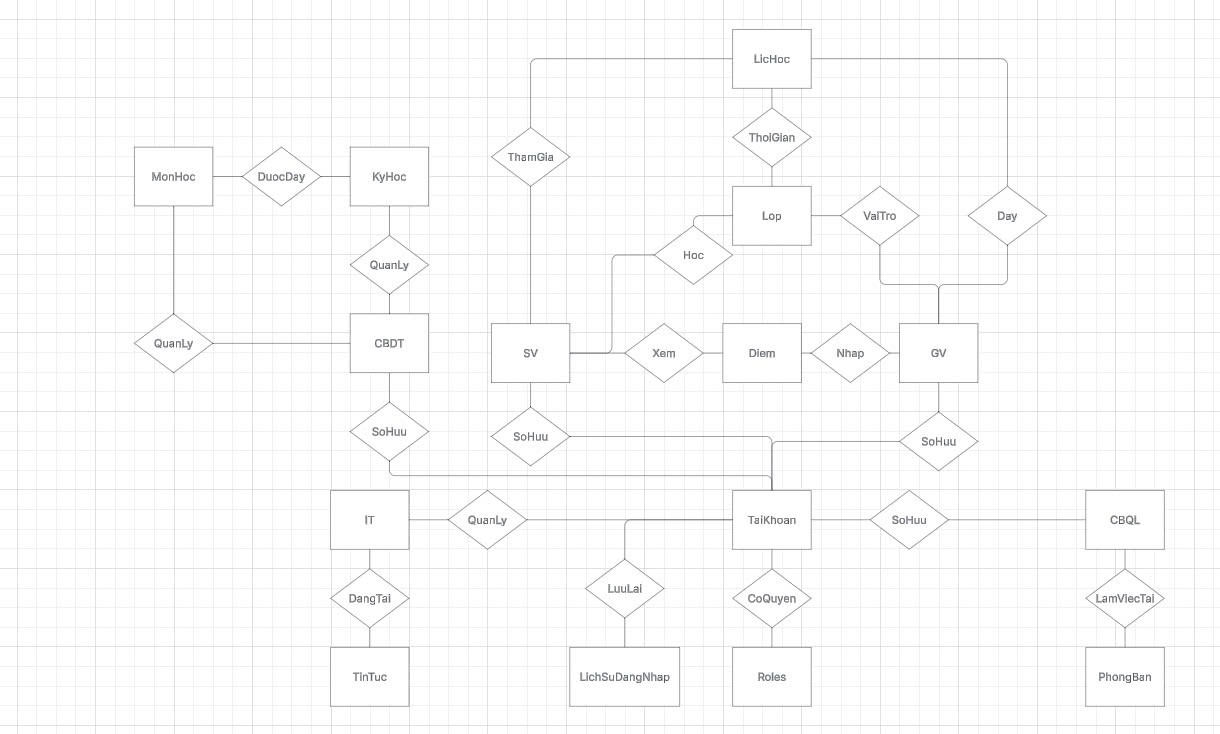 LicHoc
ThoiGian
ThamGia
MonHoc
DuocDay
KyHoc
Lop
VaiTro
Day
Hoc
QuanLy
QuanLy
CBDT
SV
Xem
Diem
Nhap
GV
SoHuu
SoHuu
SoHuu
IT
QuanLy
TaiKhoan
SoHuu
CBQL
LuuLai
DangTai
CoQuyen
LamViecTai
TinTuc
LichSuDangNhap
Roles
PhongBan